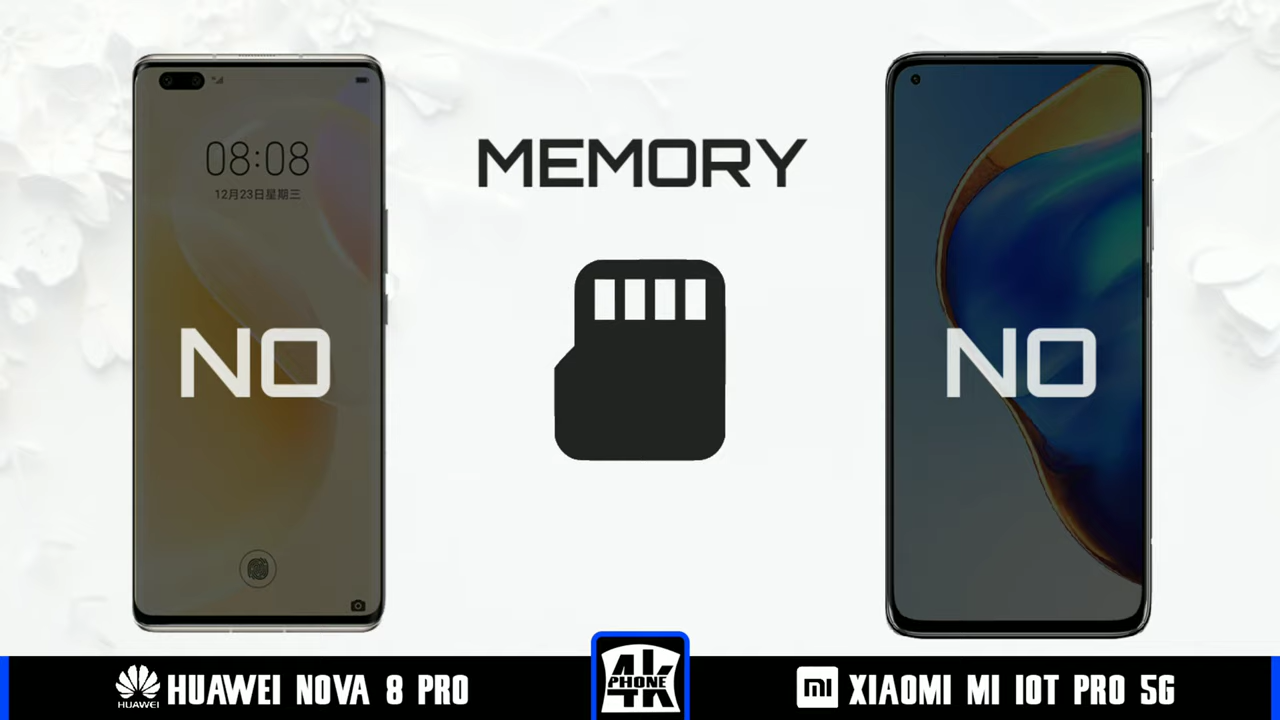 MEMORY
08:08
12月23日星期三
NO
NO
HUAWEI
HUAWEI NOVA 8 PRO
4k
PHONE
4k
mi
XIAOMI MI 10T PRO 5G